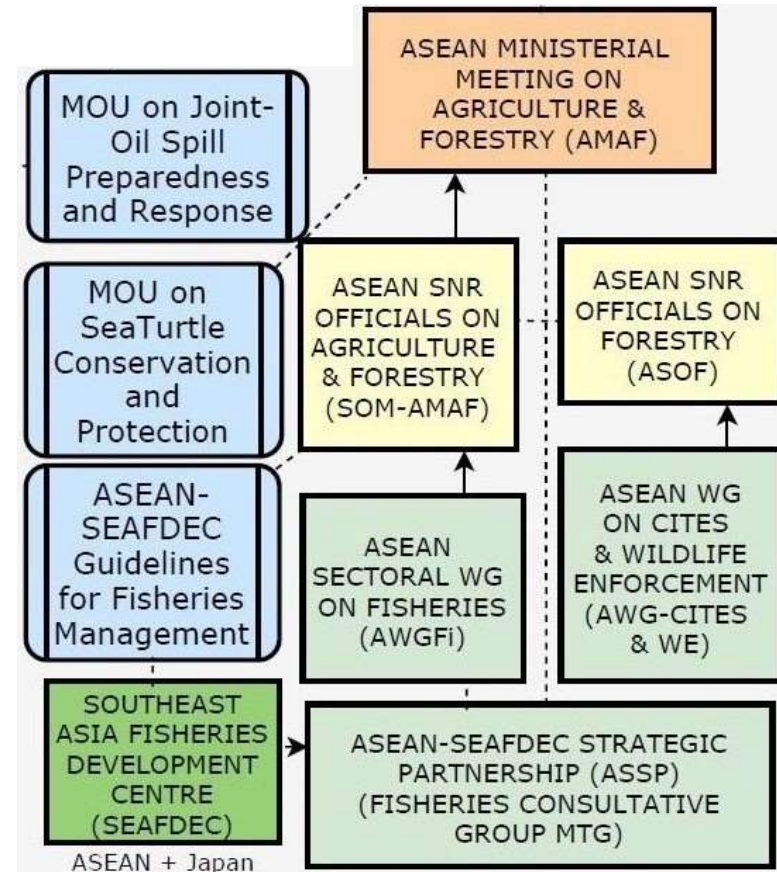 ASEAN MINISTERIAL
MEETING ON
AGRICULTURE &
FORESTRY (AMAF)
MOU on Joint-
Oil Spill
Preparedness
and Response
MOU on
SeaTurtle
Conservation
and
Protection
ASEAN SNR
OFFICIALS ON
AGRICULTURE
& FORESTRY
(SOM-AMAF)
ASEAN SNR
OFFICIALS ON
FORESTRY
(ASOF)
ASEAN-
SEAFDEC
Guidelines
for Fisheries
Management
ASEAN
SECTORAL WG
ON FISHERIES
(AWGFi)
ASEAN WG
ON CITES
& WILDLIFE
ENFORCEMENT
(AWG-CITES
& WE)
SOUTHEAST
ASIA FISHERIES
DEVELOPMENT
CENTRE
(SEAFDEC)
ASEAN + Japan
ASEAN-SEAFDEC STRATEGIC
PARTNERSHIP (ASSP)
(FISHERIES CONSULTATIVE
GROUP MTG)